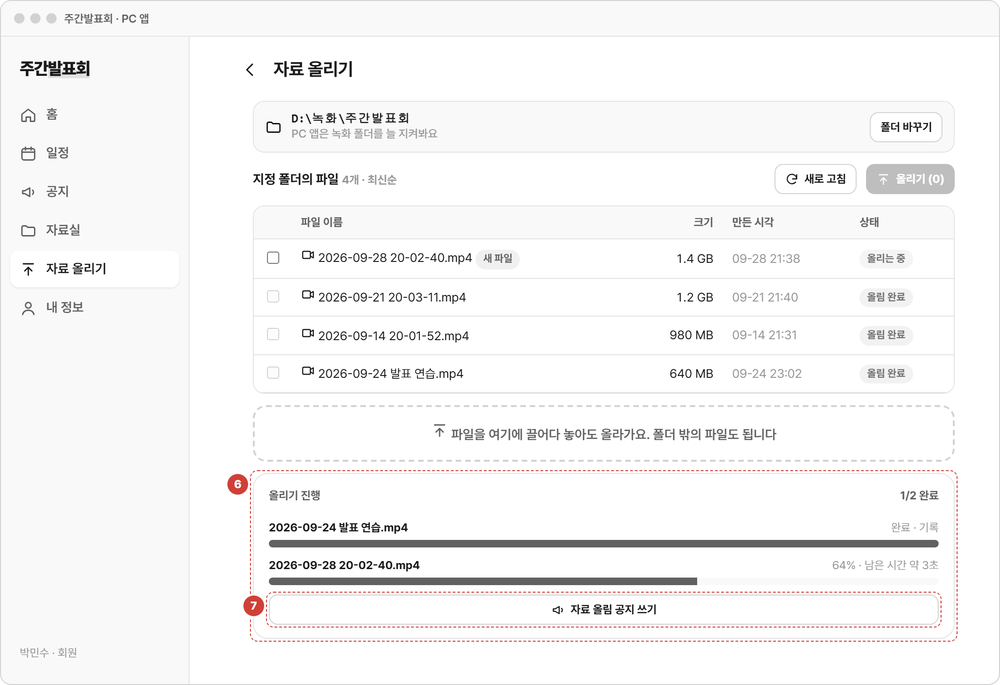 주간발표회 · PC 앱
주간발표회
홈
일정
공지
자료실
자료 올리기
내 정보
박민수 · 회원
자료 올리기
D:\녹화\주간발표회
PC 앱은 녹화 폴더를 늘 지켜봐요
폴더 바꾸기
지정 폴더의 파일 4개 · 최신순
새로 고침
올리기 (0)
파일 이름 크기 만든 시각 상태
2026-09-28 20-02-40.mp4 새 파일 1.4 GB 09-28 21:38 올리는 중
2026-09-21 20-03-11.mp4 1.2 GB 09-21 21:40 올림 완료
2026-09-14 20-01-52.mp4 980 MB 09-14 21:31 올림 완료
2026-09-24 발표 연습.mp4 640 MB 09-24 23:02 올림 완료
파일을 여기에 끌어다 놓아도 올라가요. 폴더 밖의 파일도 됩니다
6
올리기 진행 1/2 완료
2026-09-24 발표 연습.mp4 완료 · 기록
2026-09-28 20-02-40.mp4 64% · 남은 시간 약 3초
7
자료 올림 공지 쓰기